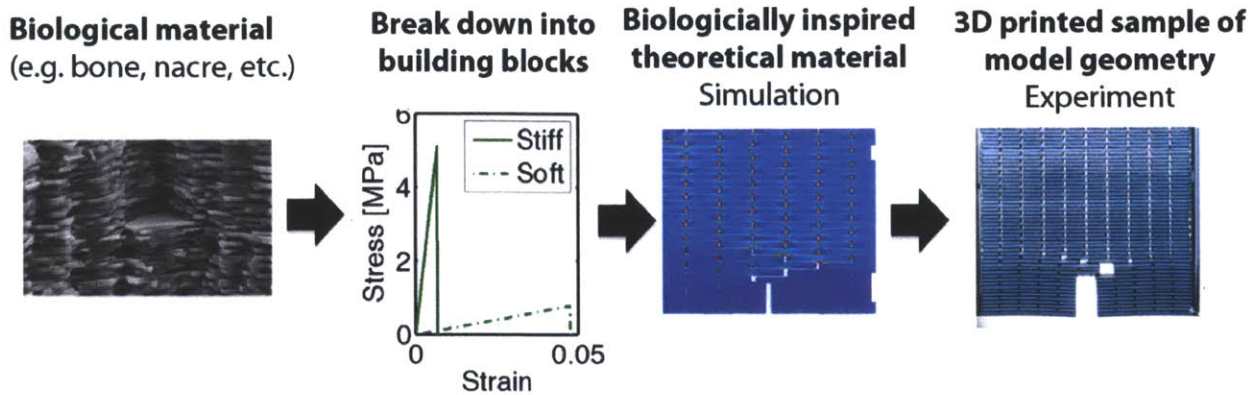 Biological material
(e.g. bone, nacre, etc.)
Break down into
building blocks
Biologicially inspired
theoretical material
Simulation
3D printed sample of
model geometry
Experiment
6
4
2
0
Stress [MPa]
Stiff
Soft
0
0.05
Strain